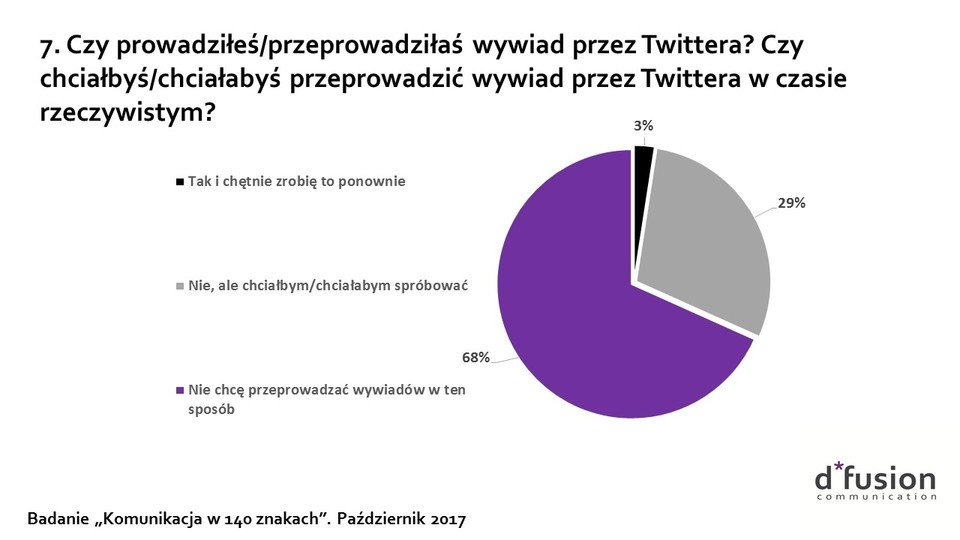 7. Czy prowadziłeś/przeprowadziłaś wywiad przez Twittera? Czy
chciałbyś/chciałabyś przeprowadzić wywiad przez Twittera w czasie
rzeczywistym?
3%
Tak i chętnie zrobię to ponownie
29%
Nie, ale chciałbym/chciałabym spróbować
68%
Nie chcę przeprowadzać wywiadów w ten
sposób
d*fusion
communication
Badanie „Komunikacja w 140 znakach”. Październik 2017